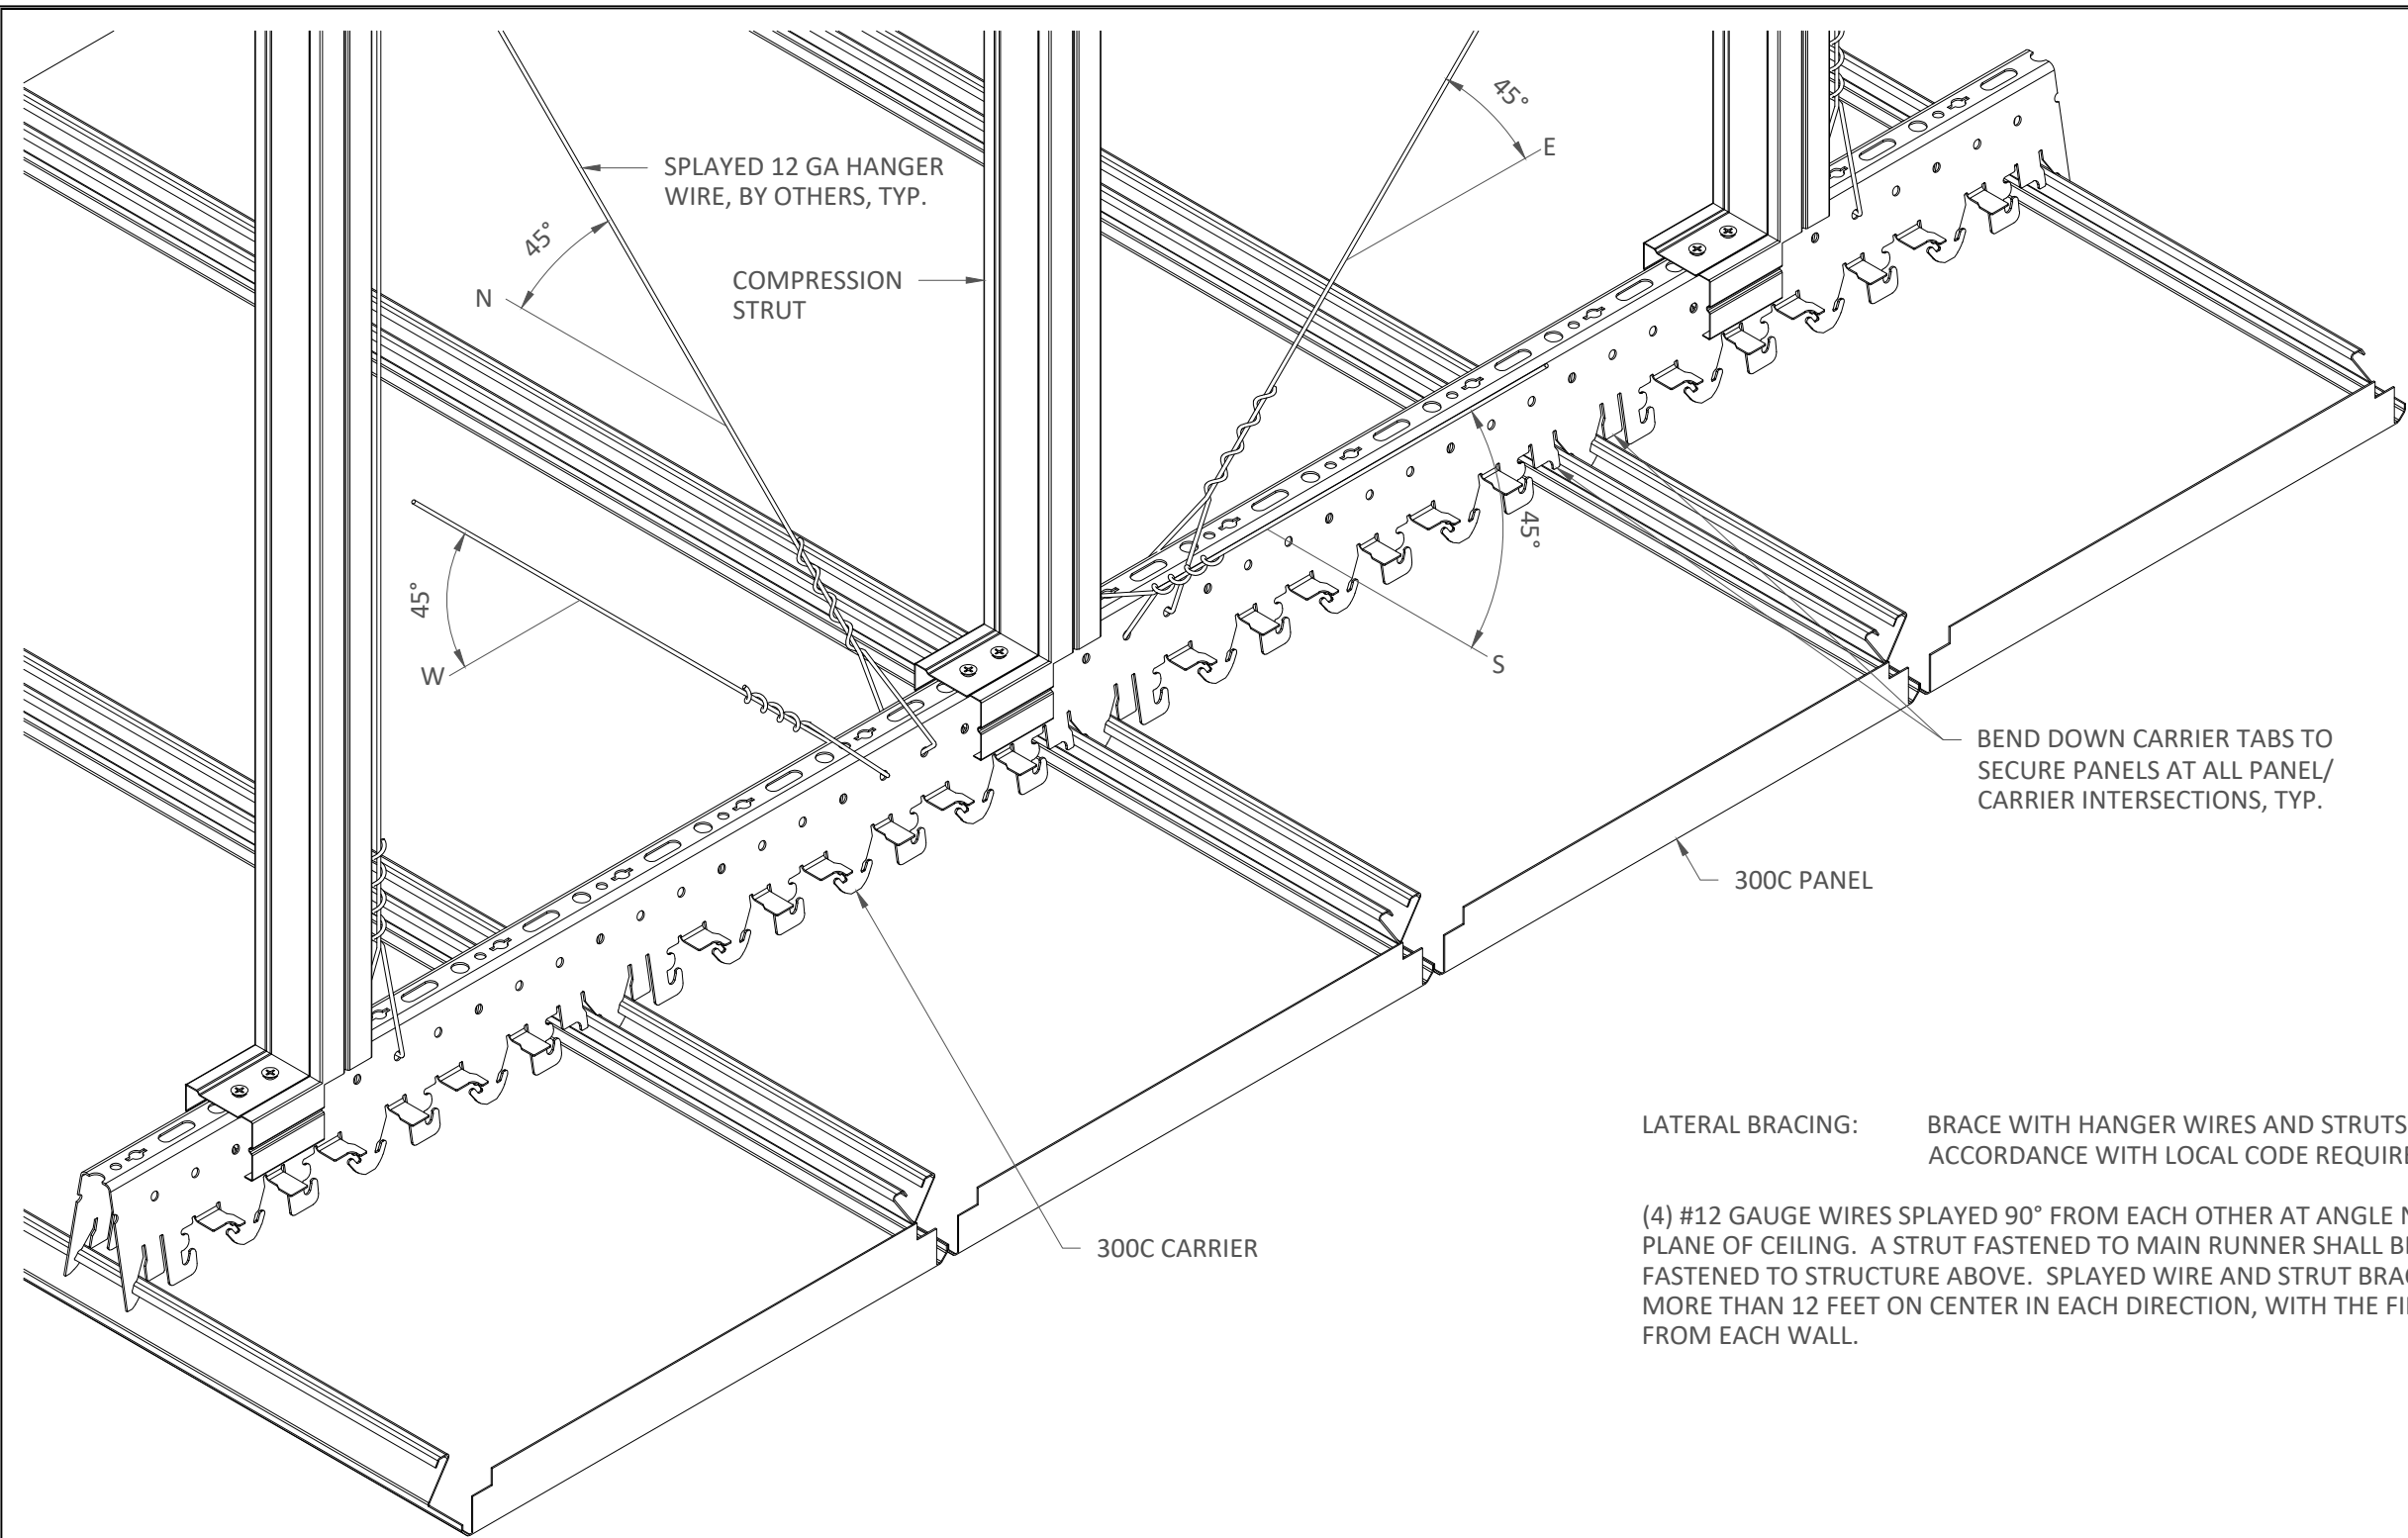 45°
E
SPLAYED 12 GA HANGER
WIRE, BY OTHERS, TYP.
45°
COMPRESSION
STRUT
N
45°
45°
W
S
BEND DOWN CARRIER TABS TO
SECURE PANELS AT ALL PANEL/
CARRIER INTERSECTIONS, TYP.
300C PANEL
LATERAL BRACING: BRACE WITH HANGER WIRES AND STRUTS
ACCORDANCE WITH LOCAL CODE
(4) #12 GAUGE WIRES SPLAYED 90° FROM EACH OTHER AT ANGLE
PLANE OF CEILING. A STRUT FASTENED TO MAIN RUNNER SHALL
FASTENED TO STRUCTURE ABOVE. SPLAYED WIRE AND STRUT
MORE THAN 12 FEET ON CENTER IN EACH DIRECTION, WITH THE
FROM EACH WALL.
300C CARRIER